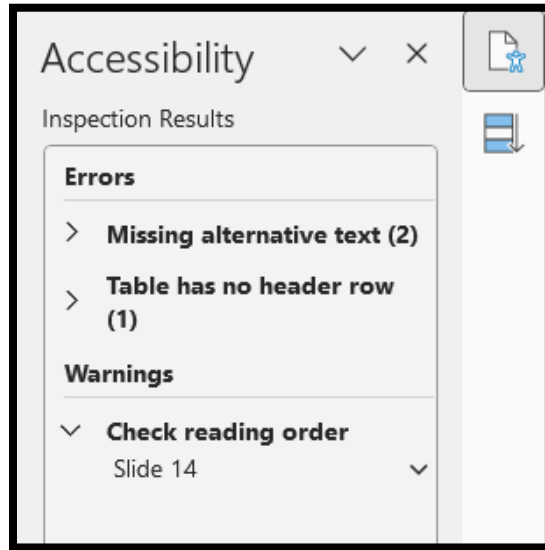 Accessibility
Inspection Results
Errors
Missing alternative text (2)
Table has no header row
(1)
Warnings
Check reading order
Slide 14